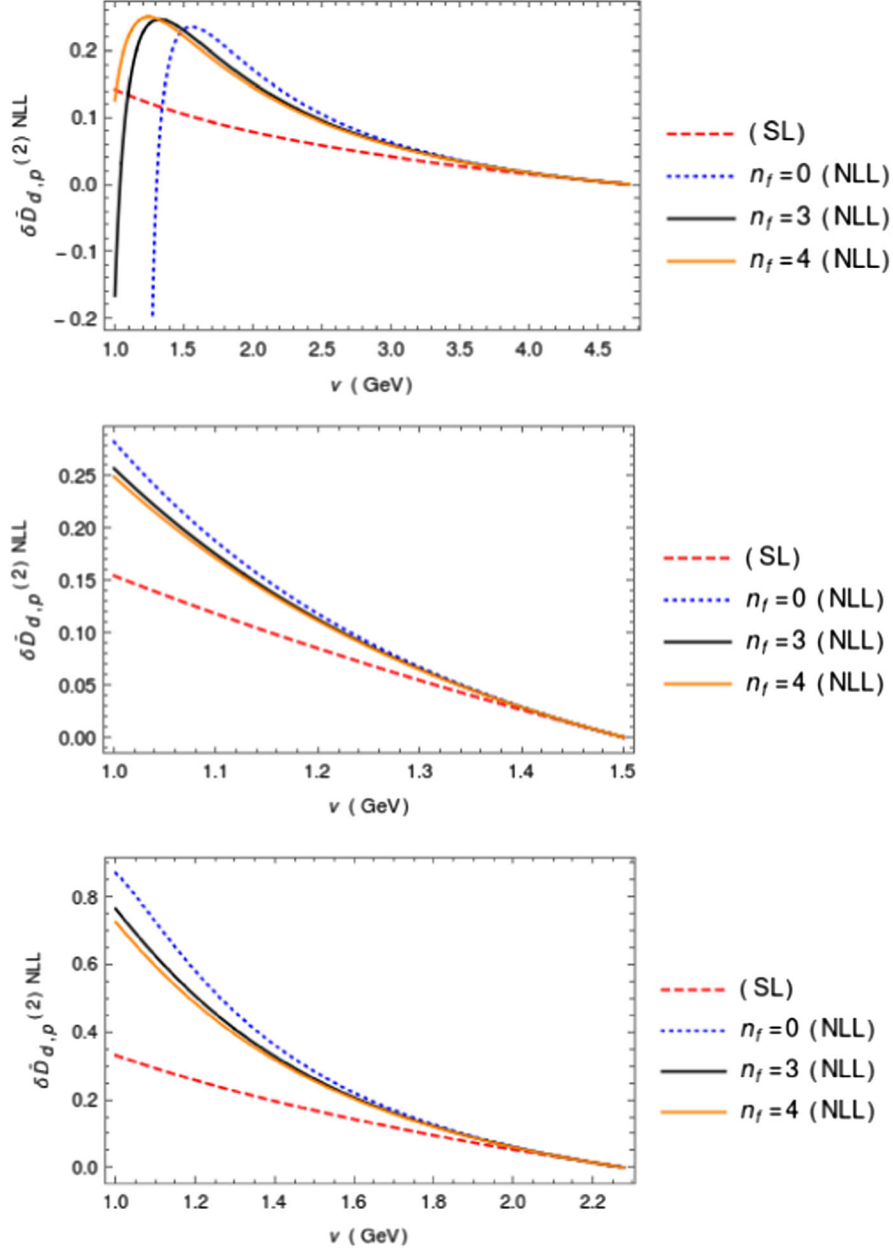 δD̄_{d,p}^{(2) NLL}
0.2
0.1
0.0
−0.1
−0.2
1.0 1.5 2.0 2.5 3.0 3.5 4.0 4.5
ν (GeV)
(SL)
n_f=0 (NLL)
n_f=3 (NLL)
n_f=4 (NLL)
δD̄_{d,p}^{(2) NLL}
0.25
0.20
0.15
0.10
0.05
0.00
1.0 1.1 1.2 1.3 1.4 1.5
ν (GeV)
(SL)
n_f=0 (NLL)
n_f=3 (NLL)
n_f=4 (NLL)
δD̄_{d,p}^{(2) NLL}
0.8
0.6
0.4
0.2
0.0
1.0 1.2 1.4 1.6 1.8 2.0 2.2
ν (GeV)
(SL)
n_f=0 (NLL)
n_f=3 (NLL)
n_f=4 (NLL)